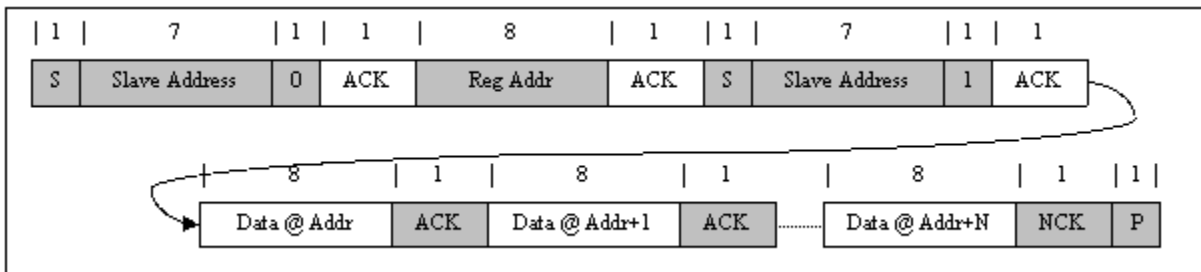 | 1 | 7 | 1 | 1 | 8 | 1 | 1 | 7 | 1 | 1
S Slave Address 0 ACK Reg Addr ACK S Slave Address 1 ACK
| 8 | 1 | 8 | 1 | 8 | 1 | 1 |
Data @ Addr ACK Data @ Addr+1 ACK Data @ Addr+N NCK P